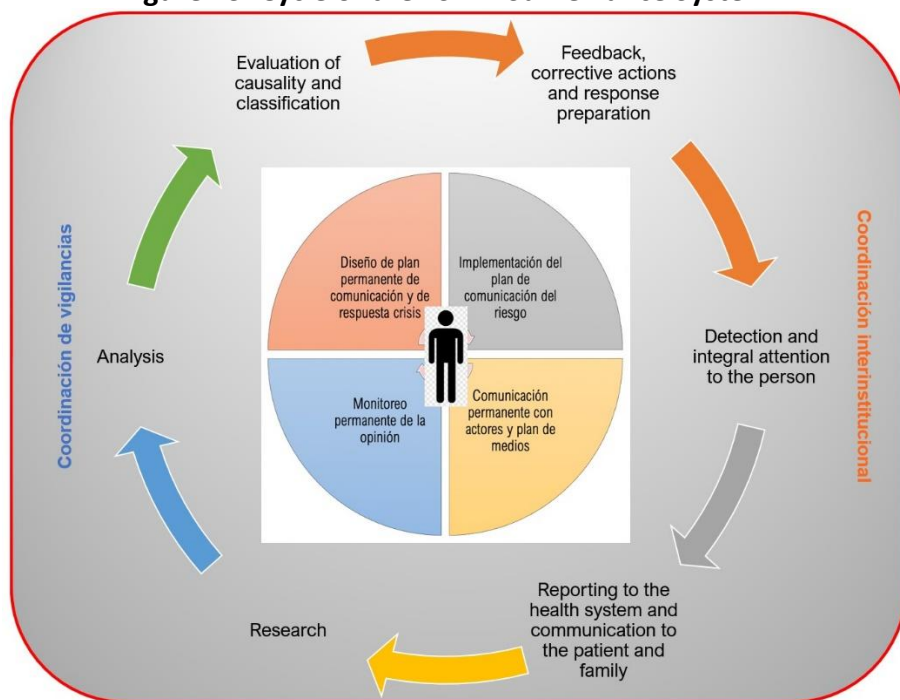 Evaluation of
causality and
classification
Feedback,
corrective actions
and response
preparation
Coordinación de vigilancias
Coordinación interinstitucional
Diseño de plan
permanente de
comunicación y de
respuesta crisis
Implementación del
plan de
comunicación del
riesgo
Analysis
Detection and
integral attention
to the person
Monitoreo
permanente de la
opinión
Comunicación
permanente con
actores y plan de
medios
Research
Reporting to the
health system and
communication to
the patient and
family